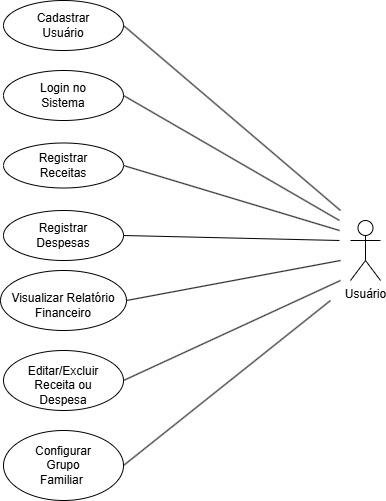 Cadastrar
Usuário
Login no
Sistema
Registrar
Receitas
Registrar
Despesas
Visualizar Relatório
Financeiro
Usuário
Editar/Excluir
Receita ou
Despesa
Configurar
Grupo
Familiar